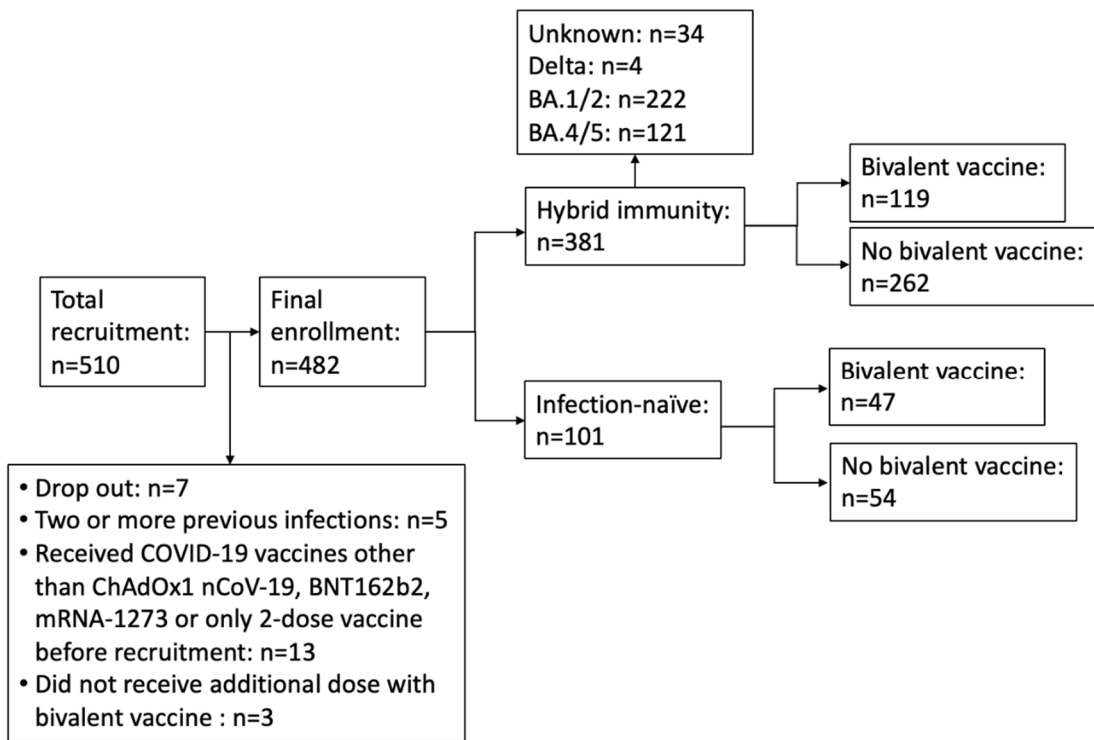 Unknown: n=34
Delta: n=4
BA.1/2: n=222
BA.4/5: n=121
Bivalent vaccine:
n=119
Hybrid immunity:
n=381
No bivalent vaccine:
n=262
Total
recruitment:
n=510
Final
enrollment:
n=482
Bivalent vaccine:
n=47
Infection-naïve:
n=101
No bivalent vaccine:
n=54
• Drop out: n=7
• Two or more previous infections: n=5
• Received COVID-19 vaccines other
than ChAdOx1 nCoV-19, BNT162b2,
mRNA-1273 or only 2-dose vaccine
before recruitment: n=13
• Did not receive additional dose with
bivalent vaccine : n=3